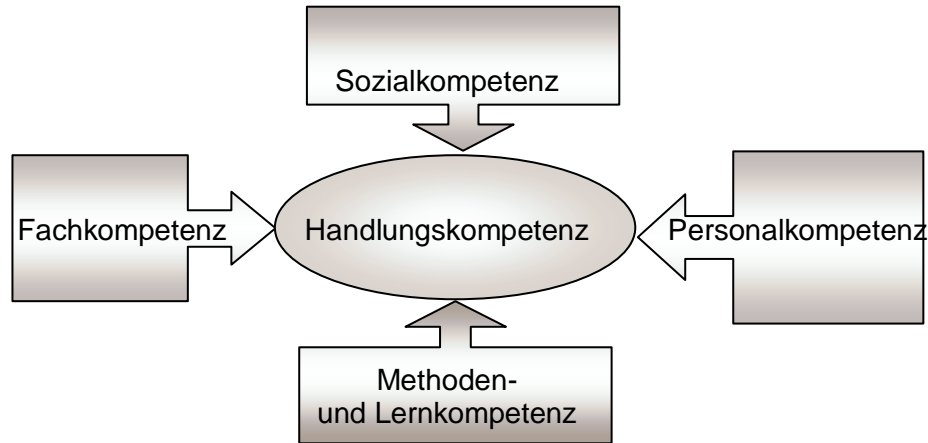 Sozialkompetenz
Fachkompetenz
Handlungskompetenz
Personalkompetenz
Methoden-
und Lernkompetenz